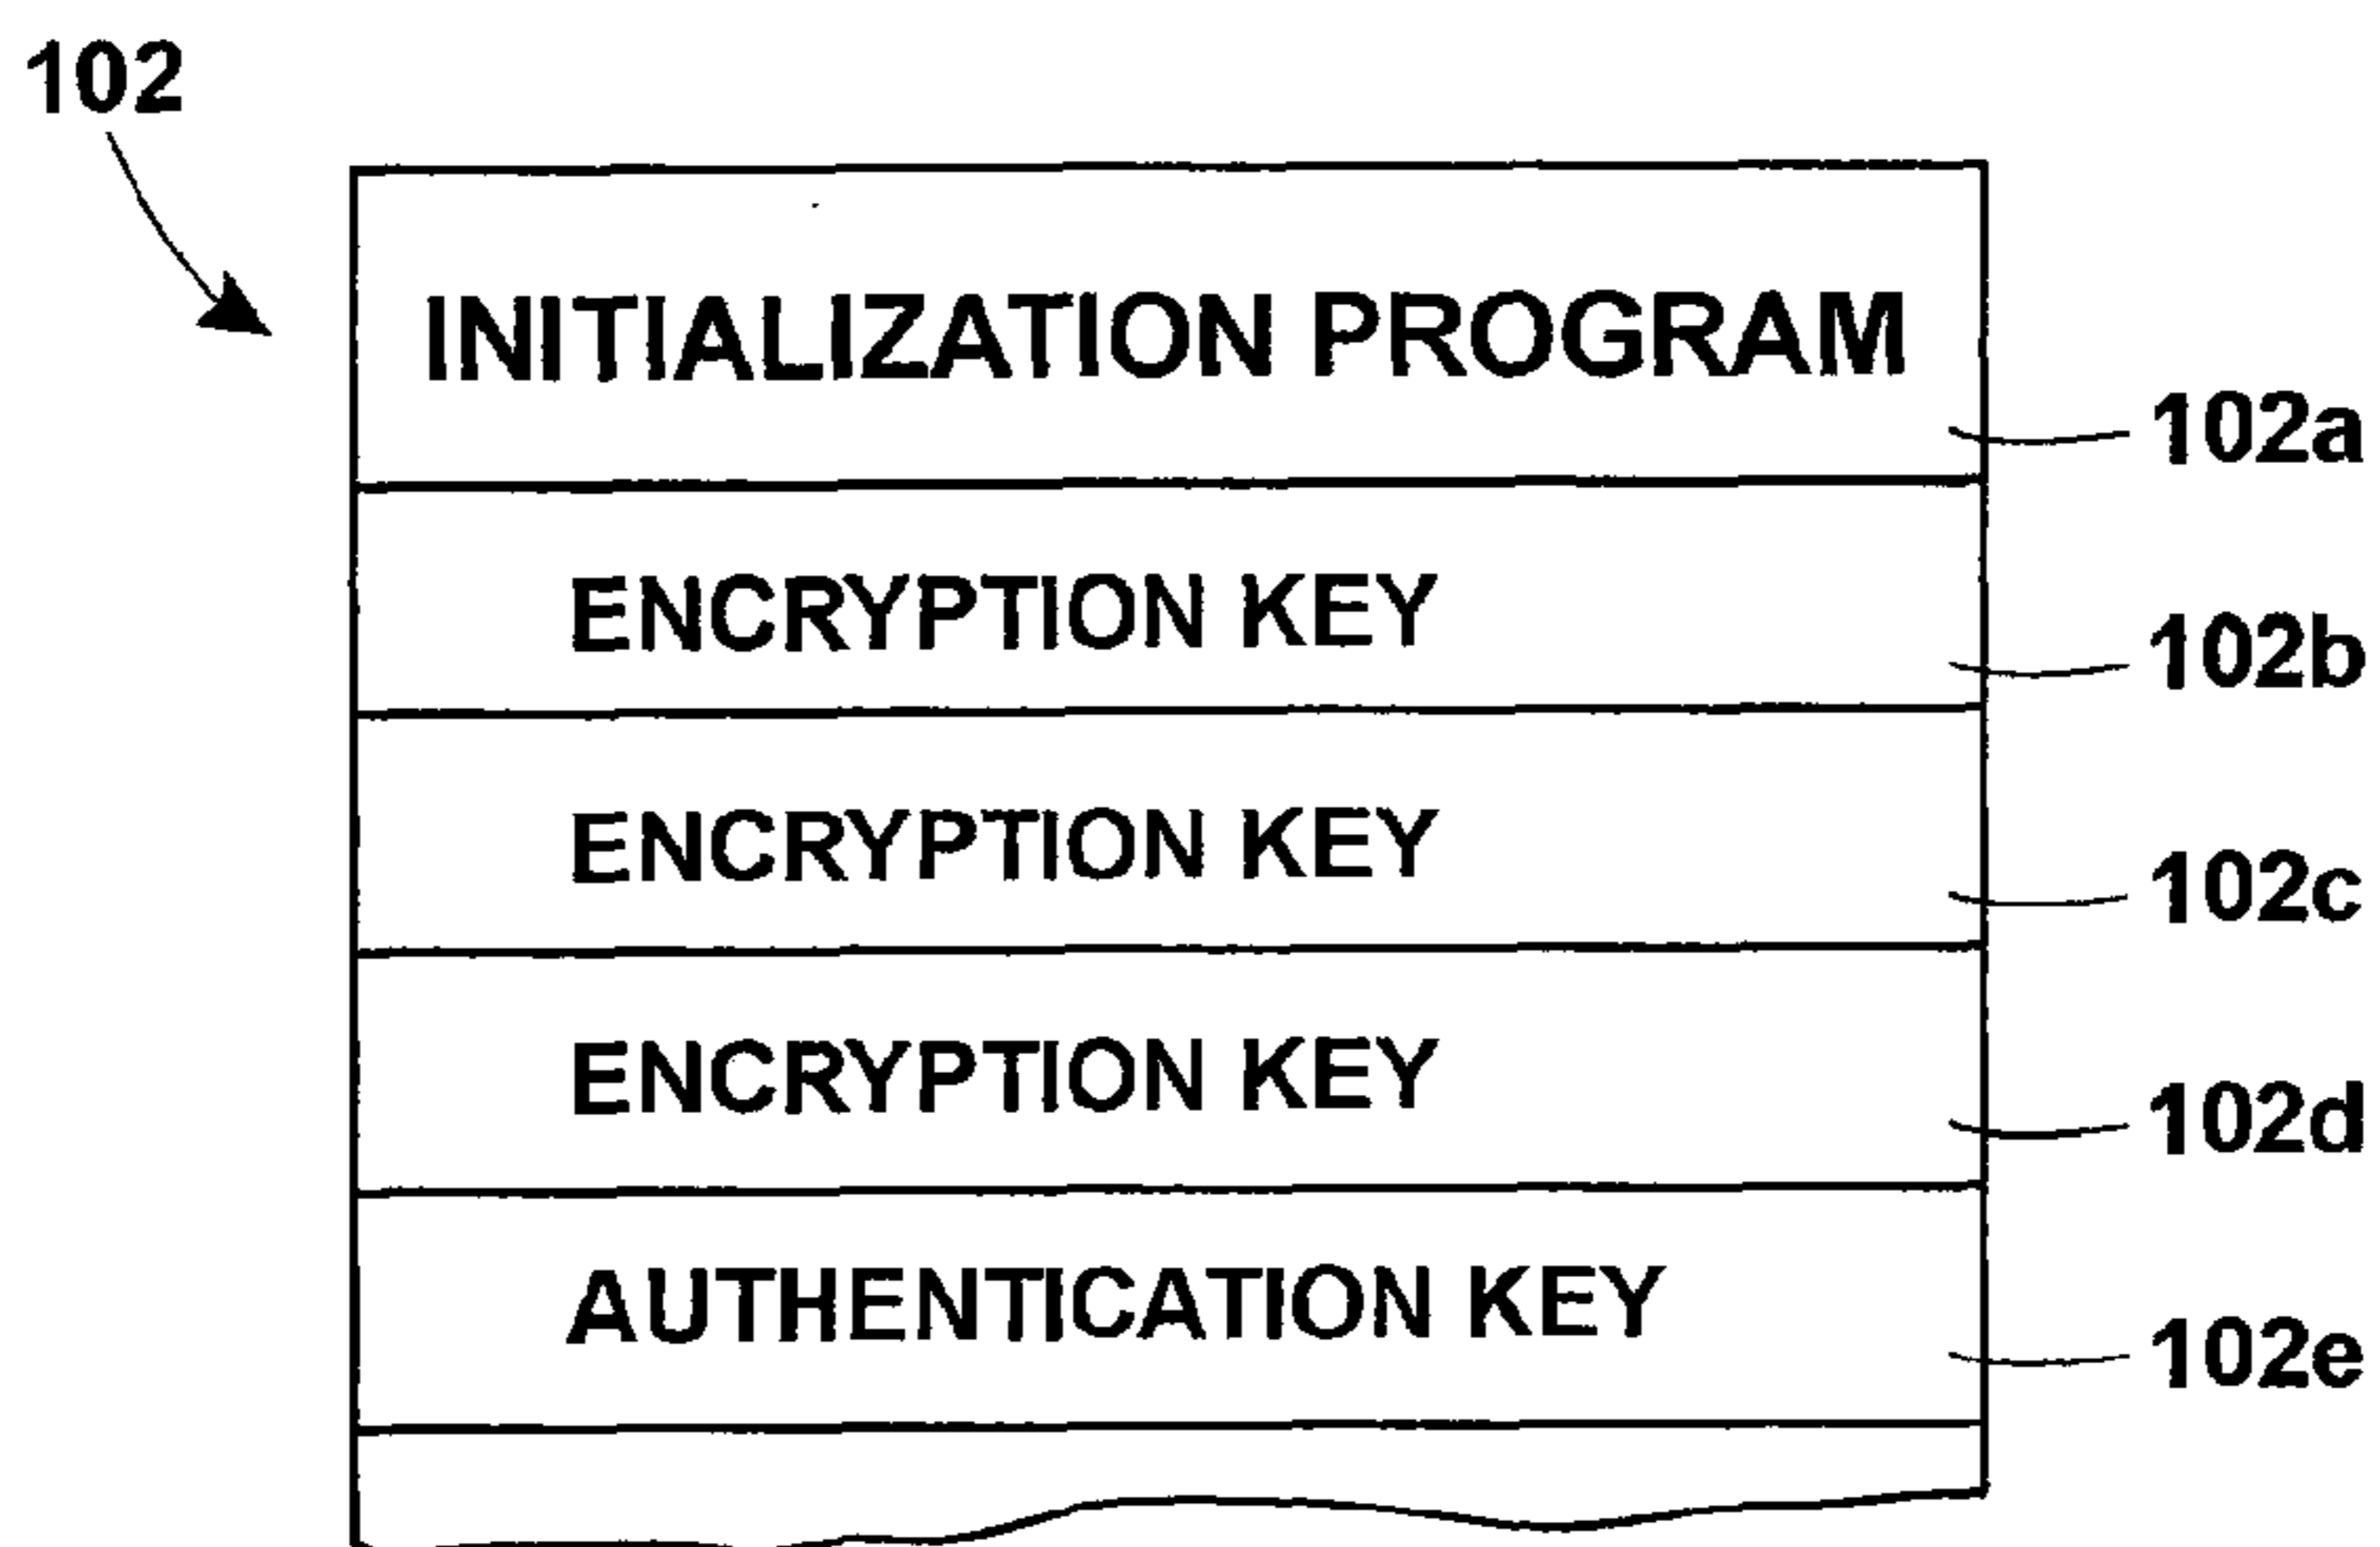 102
INITIALIZATION PROGRAM
102a
ENCRYPTION KEY
102b
ENCRYPTION KEY
102c
ENCRYPTION KEY
102d
AUTHENTICATION KEY
102e